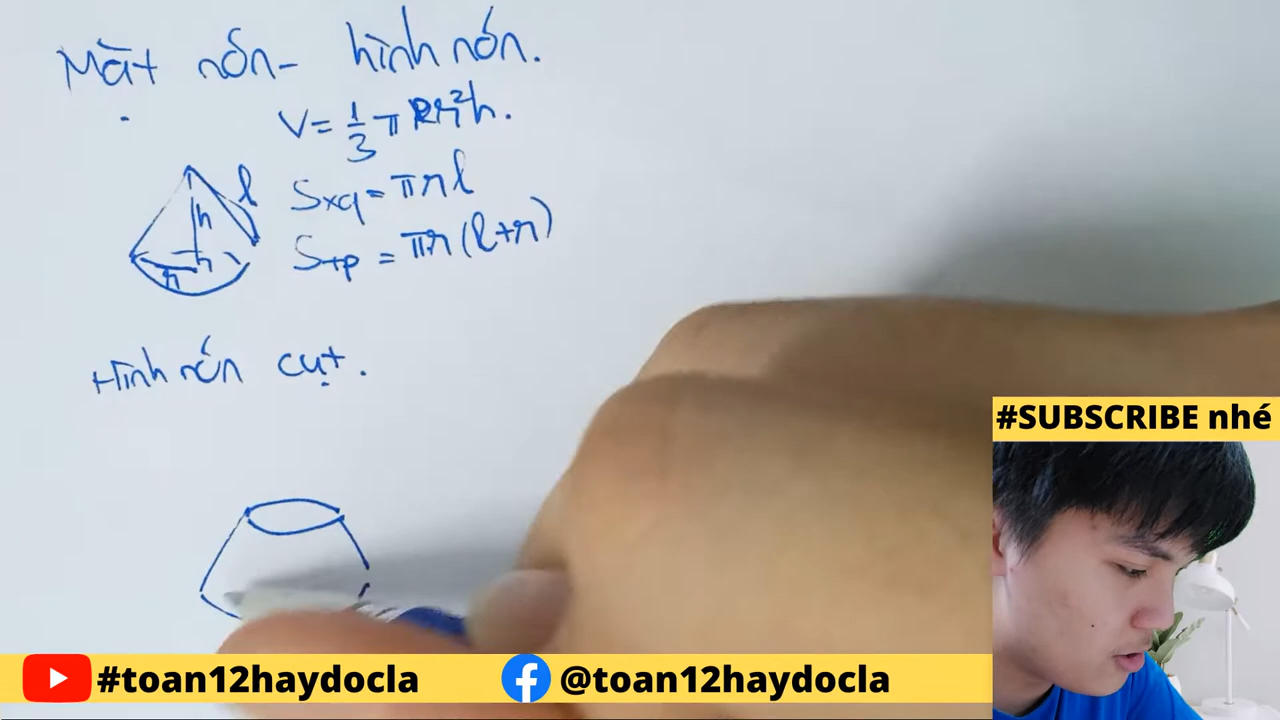 Mặt nón - hình nón.
V = 1/3 π r²h.
l
h
r
Sxq = πrl
Stp = πr(l+r)
Hình nón cụt.
#SUBSCRIBE nhé
#toan12haydocla
@toan12haydocla